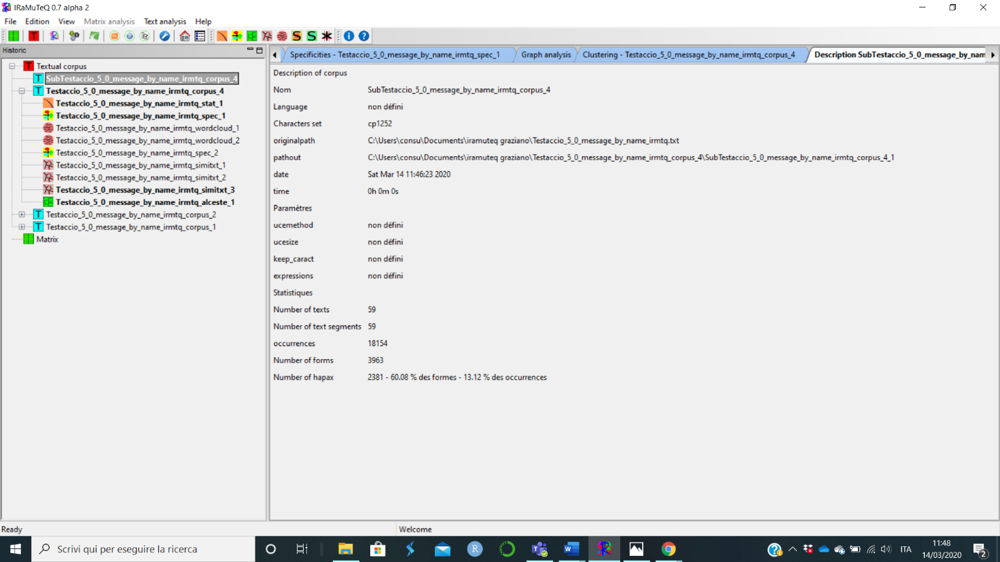 IRaMuTeQ 0.7 alpha 2
File Edition View Matrix analysis Text analysis Help
Historic
Textual corpus
SubTestaccio_5_0_message_by_name_irmtq_corpus_4
Testaccio_5_0_message_by_name_irmtq_corpus_4
Testaccio_5_0_message_by_name_irmtq_stat_1
Testaccio_5_0_message_by_name_irmtq_spec_1
Testaccio_5_0_message_by_name_irmtq_wordcloud_1
Testaccio_5_0_message_by_name_irmtq_wordcloud_2
Testaccio_5_0_message_by_name_irmtq_spec_2
Testaccio_5_0_message_by_name_irmtq_simitxt_1
Testaccio_5_0_message_by_name_irmtq_simitxt_2
Testaccio_5_0_message_by_name_irmtq_simitxt_3
Testaccio_5_0_message_by_name_irmtq_alceste_1
Testaccio_5_0_message_by_name_irmtq_corpus_2
Testaccio_5_0_message_by_name_irmtq_corpus_1
Matrix
Specificities - Testaccio_5_0_message_by_name_irmtq_spec_1 Graph analysis Clustering - Testaccio_5_0_message_by_name_irmtq_corpus_4 Description SubTestaccio_5_0_message_by_nam
Description of corpus
Nom SubTestaccio_5_0_message_by_name_irmtq_corpus_4
Language non défini
Characters set cp1252
originalpath C:\Users\consu\Documents\iramuteq graziano\Testaccio_5_0_message_by_name_irmtq.txt
pathout C:\Users\consu\Documents\iramuteq graziano\Testaccio_5_0_message_by_name_irmtq_corpus_4\SubTestaccio_5_0_message_by_name_irmtq_corpus_4_1
date Sat Mar 14 11:46:23 2020
time 0h 0m 0s
Paramètres
ucemethod non défini
ucesize non défini
keep_caract non défini
expressions non défini
Statistiques
Number of texts 59
Number of text segments 59
occurrences 18154
Number of forms 3963
Number of hapax 2381 - 60.08 % des formes - 13.12 % des occurrences
Ready Welcome
Scrivi qui per eseguire la ricerca
ITA
11:48
14/03/2020
2